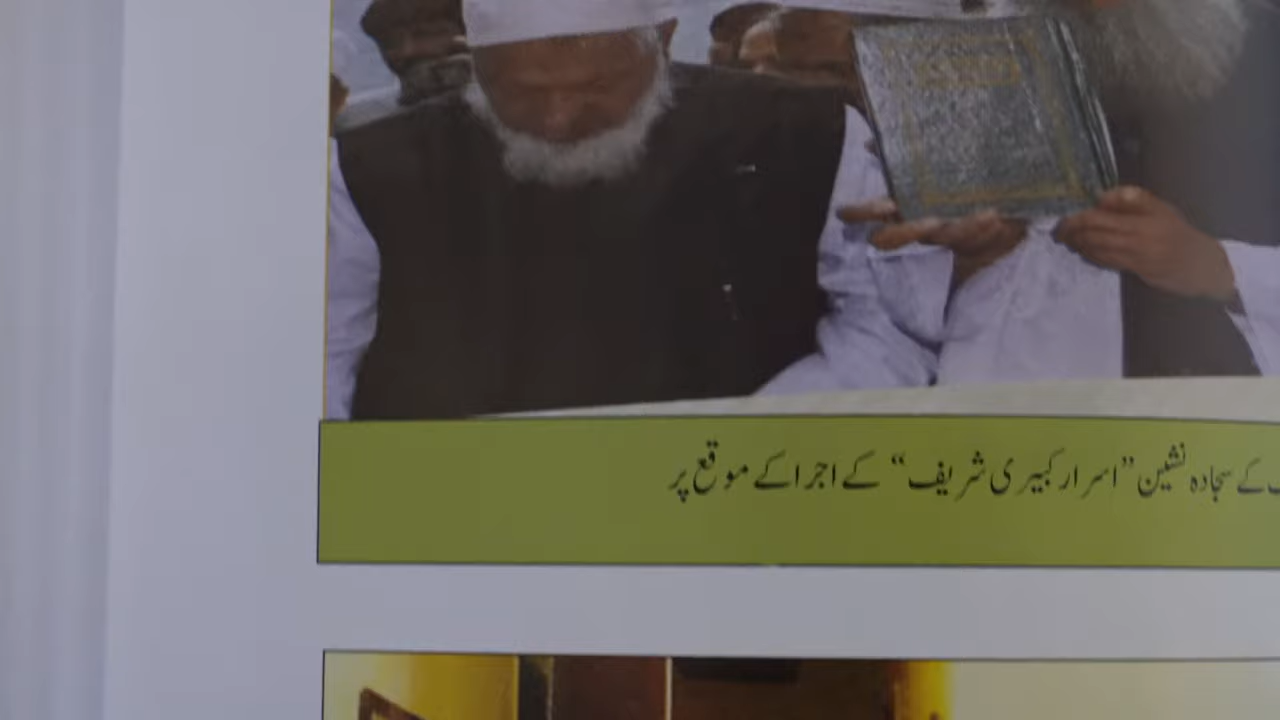 کے سجادہ نشین ”اسرار کبیری شریف“ کے اجرا کے موقع پر